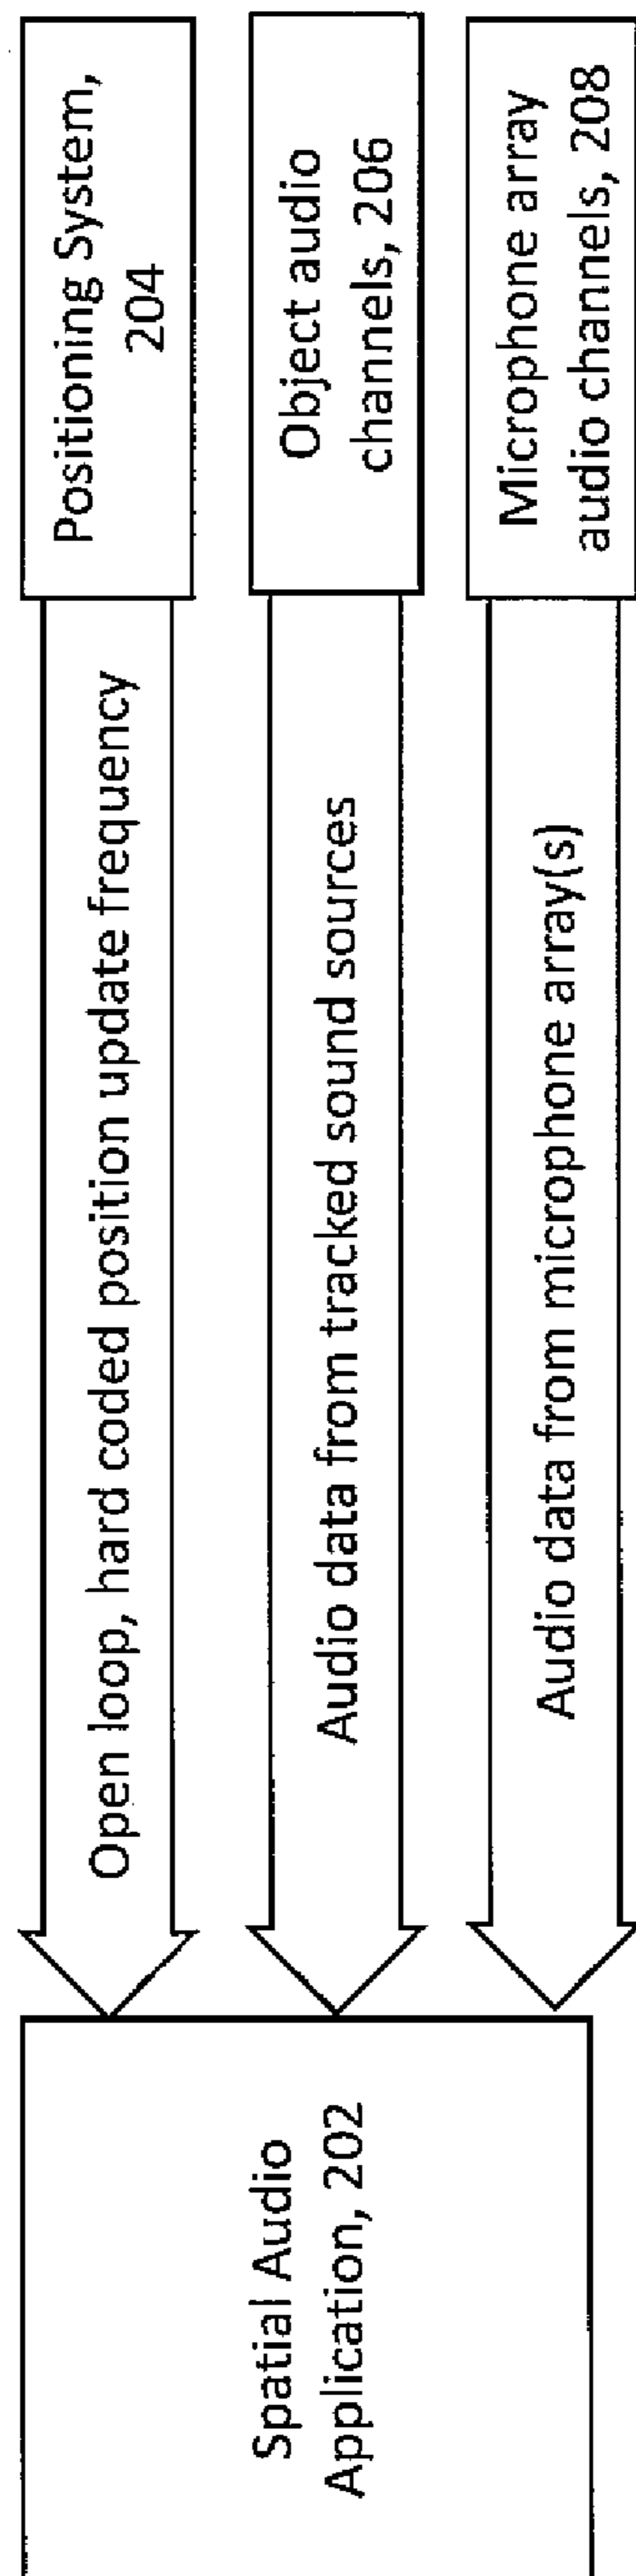 Spatial Audio
Application, 202
Open loop, hard coded position update frequency
Positioning System,
204
Audio data from tracked sound sources
Object audio
channels, 206
Audio data from microphone array(s)
Microphone array
audio channels, 208